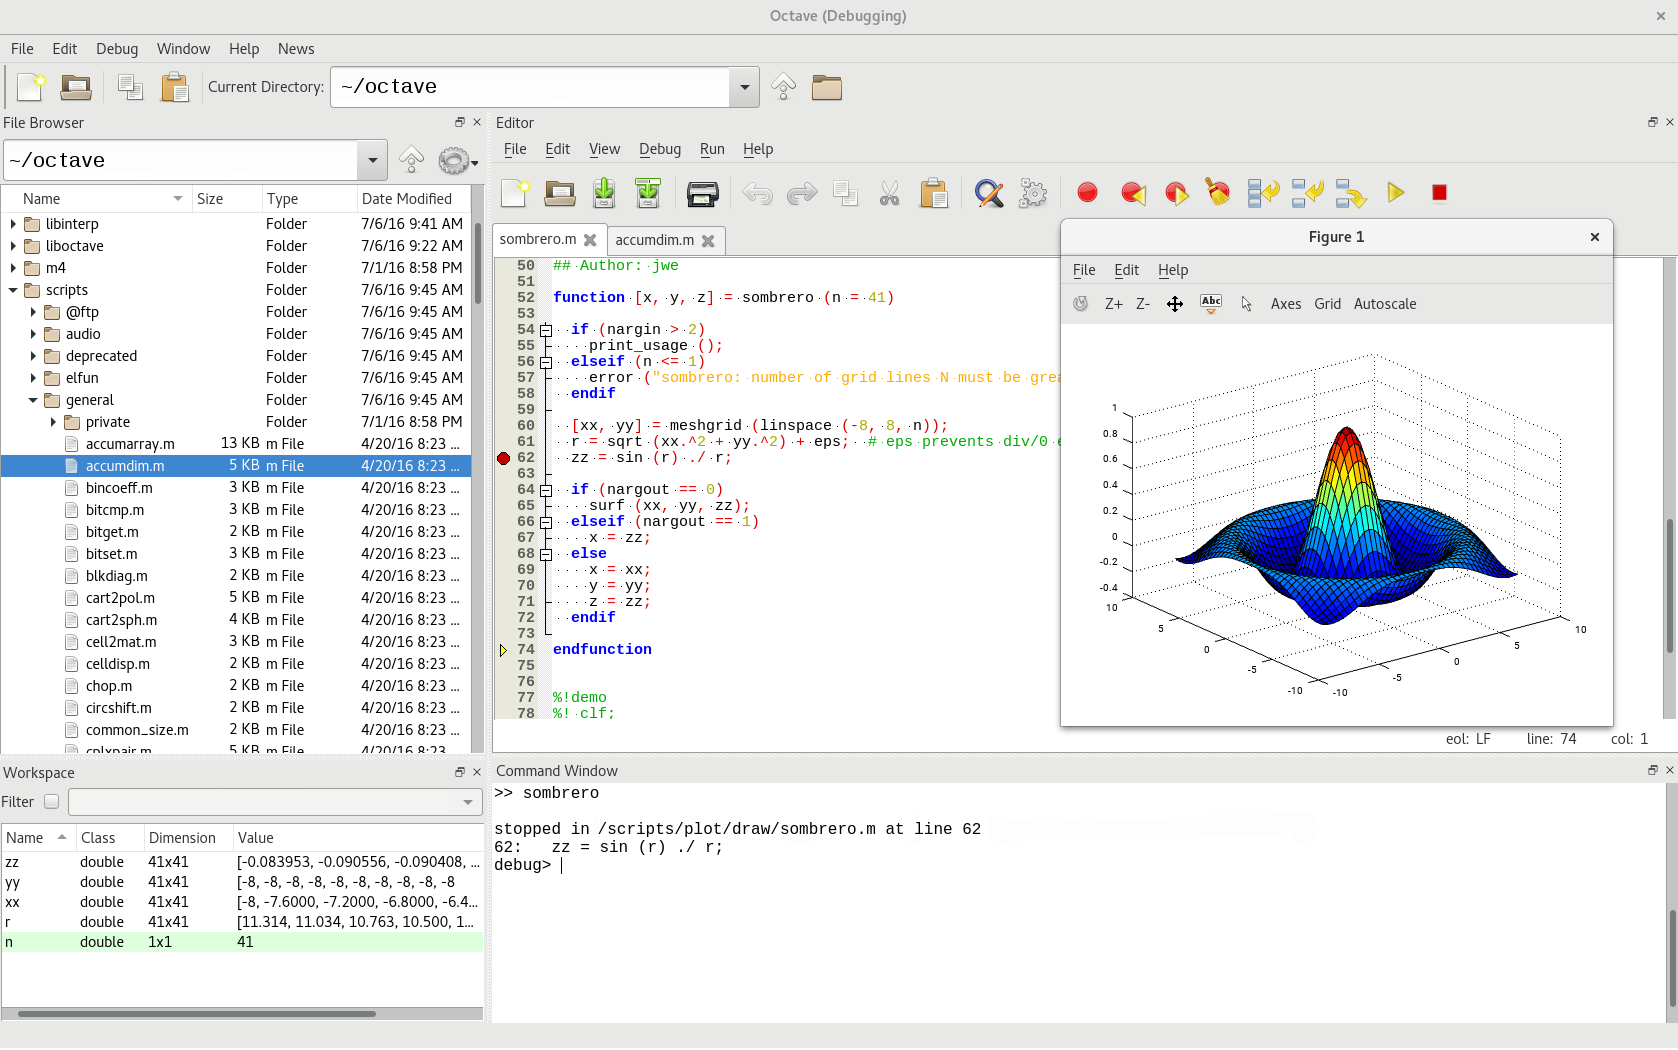 Octave (Debugging)
File Edit Debug Window Help News
Current Directory: ~/octave
File Browser
~/octave
Name Size Type Date Modified
libinterp Folder 7/6/16 9:41 AM
liboctave Folder 7/6/16 9:22 AM
m4 Folder 7/1/16 8:58 PM
scripts Folder 7/6/16 9:45 AM
@ftp Folder 7/6/16 9:45 AM
audio Folder 7/6/16 9:45 AM
deprecated Folder 7/6/16 9:45 AM
elfun Folder 7/6/16 9:45 AM
general Folder 7/6/16 9:45 AM
private Folder 7/1/16 8:58 PM
accumarray.m 13 KB m File 4/20/16 8:23 ...
accumdim.m 5 KB m File 4/20/16 8:23 ...
bincoeff.m 3 KB m File 4/20/16 8:23 ...
bitcmp.m 3 KB m File 4/20/16 8:23 ...
bitget.m 2 KB m File 4/20/16 8:23 ...
bitset.m 3 KB m File 4/20/16 8:23 ...
blkdiag.m 2 KB m File 4/20/16 8:23 ...
cart2pol.m 5 KB m File 4/20/16 8:23 ...
cart2sph.m 4 KB m File 4/20/16 8:23 ...
cell2mat.m 3 KB m File 4/20/16 8:23 ...
celldisp.m 2 KB m File 4/20/16 8:23 ...
chop.m 2 KB m File 4/20/16 8:23 ...
circshift.m 2 KB m File 4/20/16 8:23 ...
common_size.m 2 KB m File 4/20/16 8:23 ...
cplxpair.m 5 KB m File 4/20/16 8:23 ...
Workspace
Filter
Name Class Dimension Value
zz double 41x41 [-0.083953, -0.090556, -0.090408, ...
yy double 41x41 [-8, -8, -8, -8, -8, -8, -8, -8, -8, -8
xx double 41x41 [-8, -7.6000, -7.2000, -6.8000, -6.4...
r double 41x41 [11.314, 11.034, 10.763, 10.500, 1...
n double 1x1 41
Editor
File Edit View Debug Run Help
sombrero.m accumdim.m
50 ## Author: jwe
51
52 function [x, y, z] = sombrero (n = 41)
53
54 if (nargin > 2)
55 print_usage ();
56 elseif (n <= 1)
57 error ("sombrero: number of grid lines N must be grea
58 endif
59
60 [xx, yy] = meshgrid (linspace (-8, 8, n));
61 r = sqrt (xx.^2 + yy.^2) + eps; # eps prevents div/0 e
62 zz = sin (r) ./ r;
63
64 if (nargout == 0)
65 surf (xx, yy, zz);
66 elseif (nargout == 1)
67 x = zz;
68 else
69 x = xx;
70 y = yy;
71 z = zz;
72 endif
73
74 endfunction
75
76
77 %!demo
78 %! clf;
eol: LF line: 74 col: 1
Figure 1
File Edit Help
Z+ Z- Abc Axes Grid Autoscale
1
0.8
0.6
0.4
0.2
0
-0.2
-0.4
10
5
0
-5
-10
-10
-5
0
5
10
Command Window
>> sombrero
stopped in /scripts/plot/draw/sombrero.m at line 62
62: zz = sin (r) ./ r;
debug>